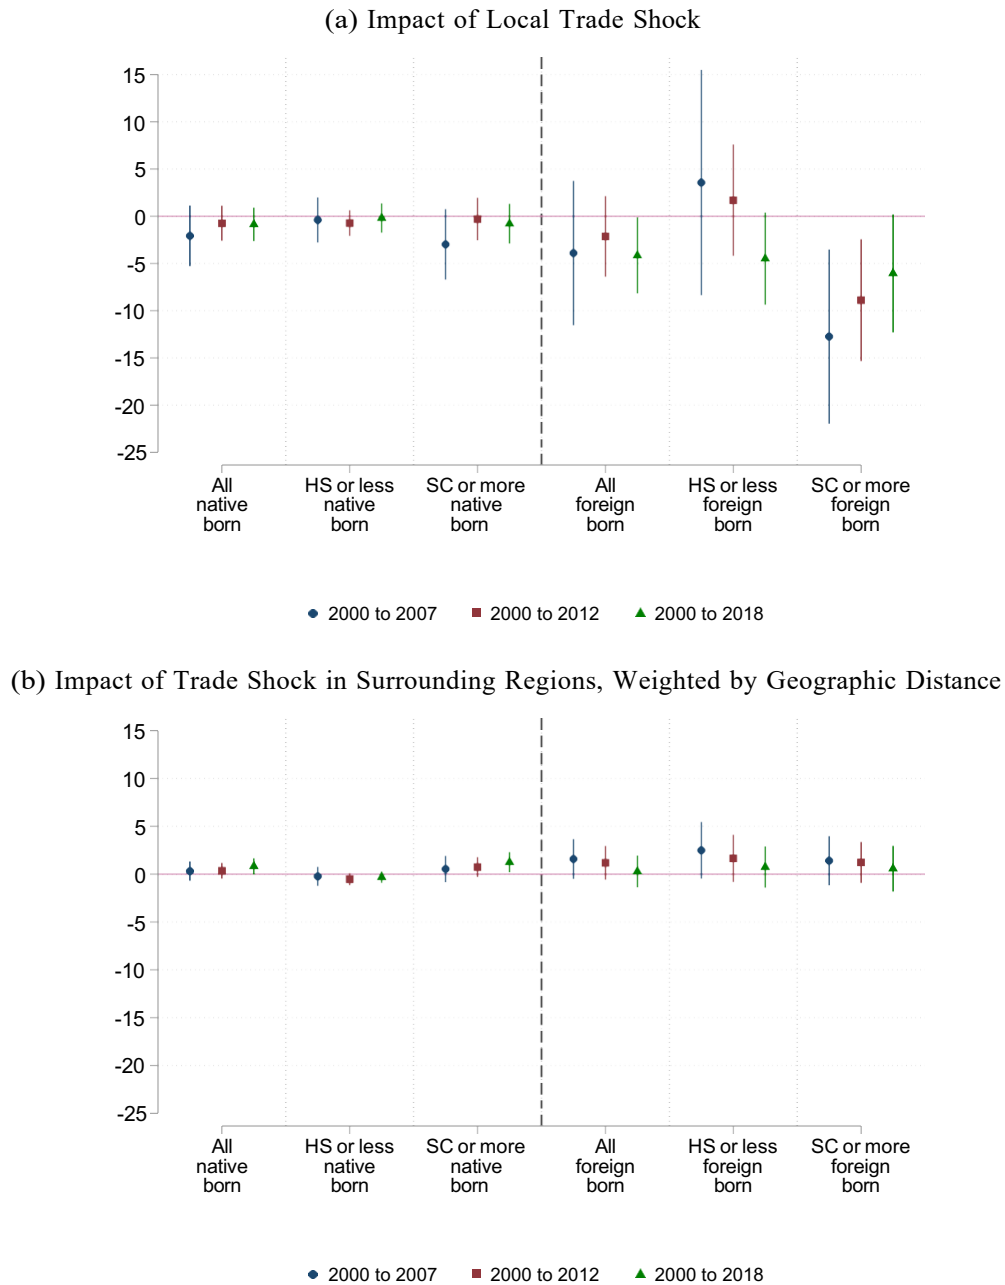 (a) Impact of Local Trade Shock
15
10
5
0
-5
-10
-15
-20
-25
All native born
HS or less native born
SC or more native born
All foreign born
HS or less foreign born
SC or more foreign born
2000 to 2007 2000 to 2012 2000 to 2018
(b) Impact of Trade Shock in Surrounding Regions, Weighted by Geographic Distance
15
10
5
0
-5
-10
-15
-20
-25
All native born
HS or less native born
SC or more native born
All foreign born
HS or less foreign born
SC or more foreign born
2000 to 2007 2000 to 2012 2000 to 2018